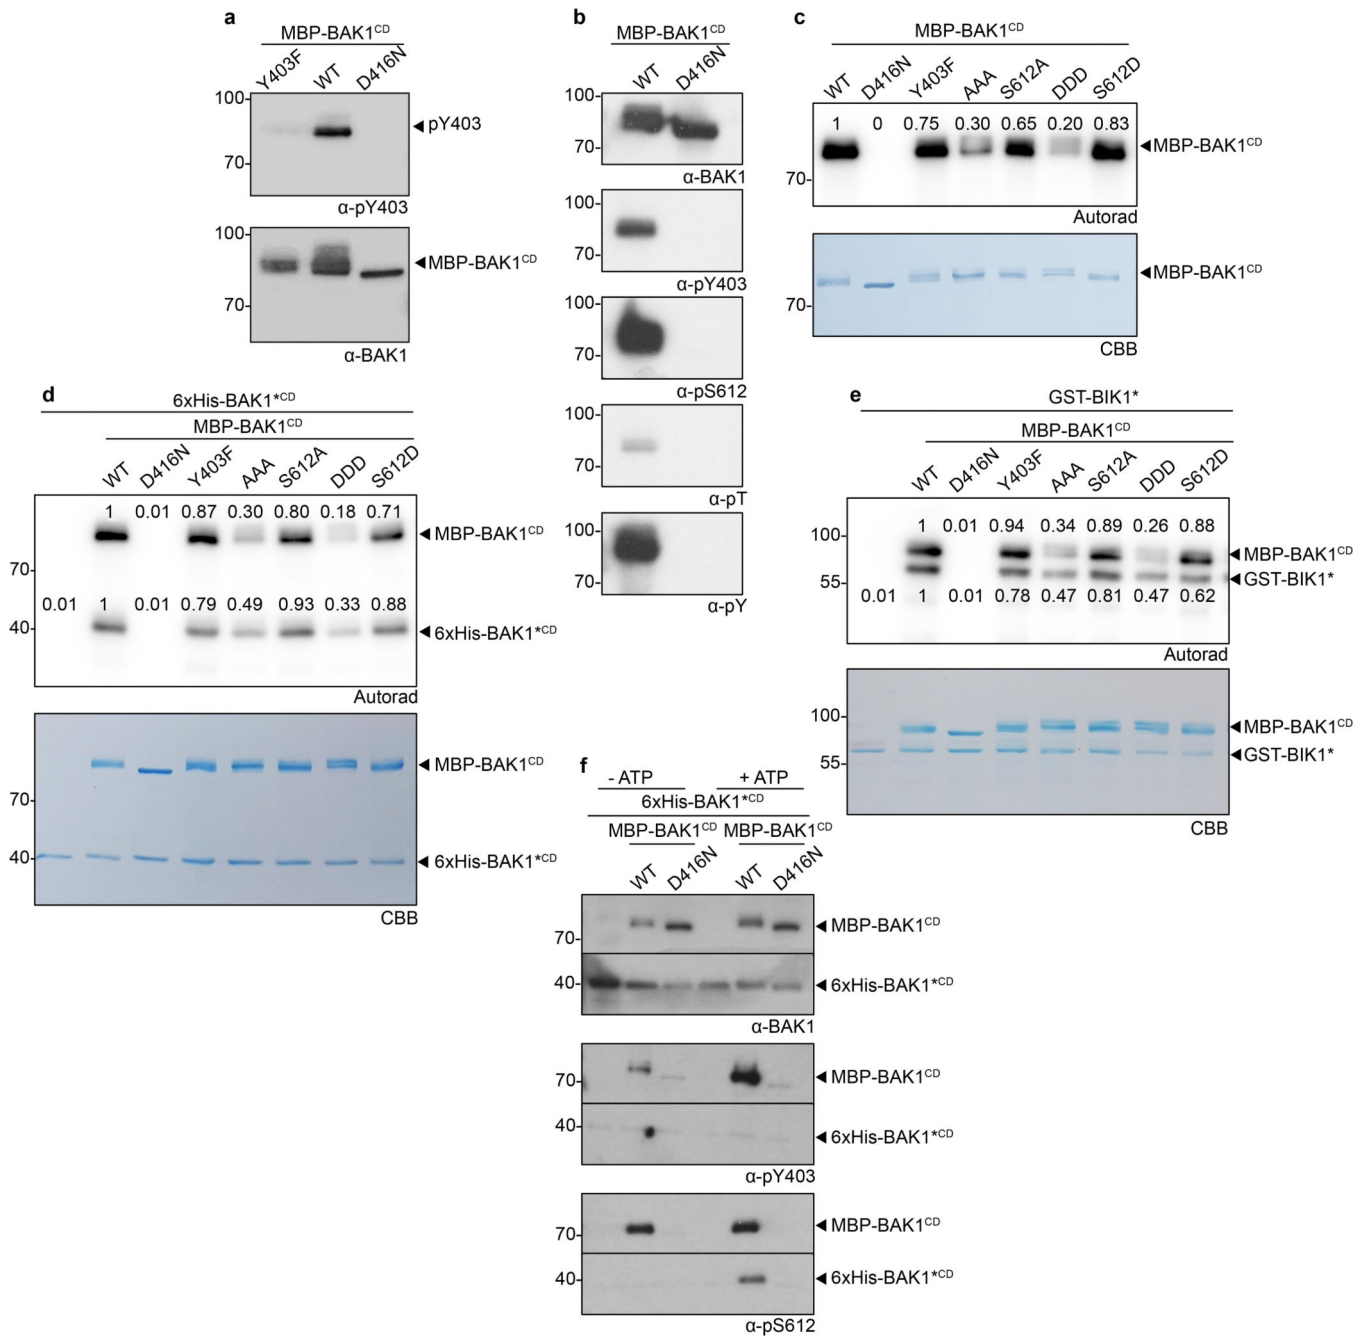 a
MBP-BAK1CD
Y403F WT D416N
100-
pY403
70-
α-pY403
100-
MBP-BAK1CD
70-
α-BAK1
b
MBP-BAK1CD
WT D416N
100-
70-
α-BAK1
100-
70-
α-pY403
100-
70-
α-pS612
100-
70-
α-pT
100-
70-
α-pY
c
MBP-BAK1CD
WT D416N Y403F AAA S612A DDD S612D
1 0 0.75 0.30 0.65 0.20 0.83
MBP-BAK1CD
70-
Autorad
MBP-BAK1CD
70-
CBB
d
6xHis-BAK1*CD
MBP-BAK1CD
WT D416N Y403F AAA S612A DDD S612D
1 0.01 0.87 0.30 0.80 0.18 0.71
MBP-BAK1CD
70-
0.01 1 0.01 0.79 0.49 0.93 0.33 0.88
40-
6xHis-BAK1*CD
Autorad
MBP-BAK1CD
70-
40-
6xHis-BAK1*CD
CBB
e
GST-BIK1*
MBP-BAK1CD
WT D416N Y403F AAA S612A DDD S612D
1 0.01 0.94 0.34 0.89 0.26 0.88
100-
MBP-BAK1CD
55-
GST-BIK1*
0.01 1 0.01 0.78 0.47 0.81 0.47 0.62
Autorad
100-
MBP-BAK1CD
GST-BIK1*
55-
CBB
f
- ATP + ATP
6xHis-BAK1*CD
MBP-BAK1CD MBP-BAK1CD
WT D416N WT D416N
MBP-BAK1CD
70-
40-
6xHis-BAK1*CD
α-BAK1
MBP-BAK1CD
70-
40-
6xHis-BAK1*CD
α-pY403
MBP-BAK1CD
70-
40-
6xHis-BAK1*CD
α-pS612